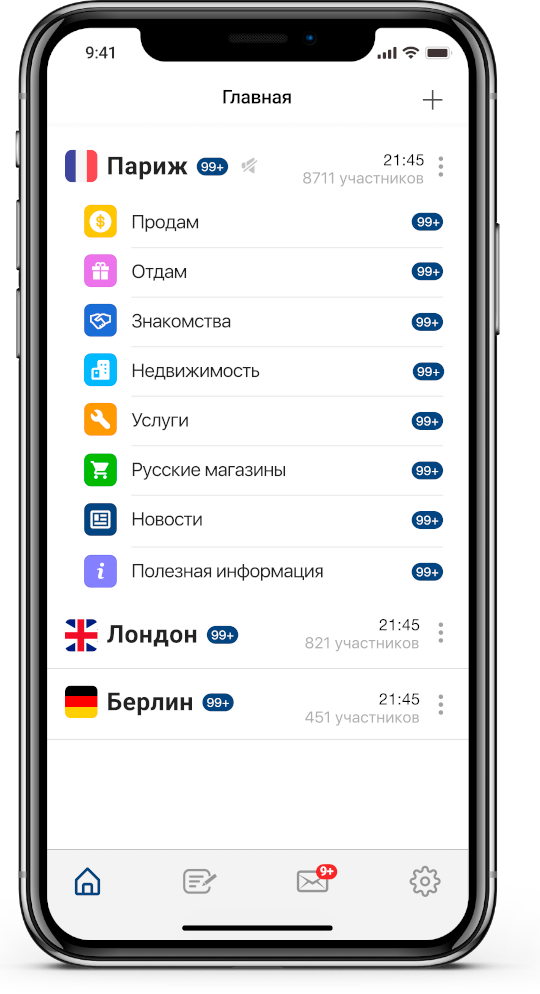 9:41
Главная
Париж 99+ 21:45
8711 участников
Продам 99+
Отдам 99+
Знакомства 99+
Недвижимость 99+
Услуги 99+
Русские магазины 99+
Новости 99+
Полезная информация 99+
Лондон 99+ 21:45
821 участников
Берлин 99+ 21:45
451 участников
9+